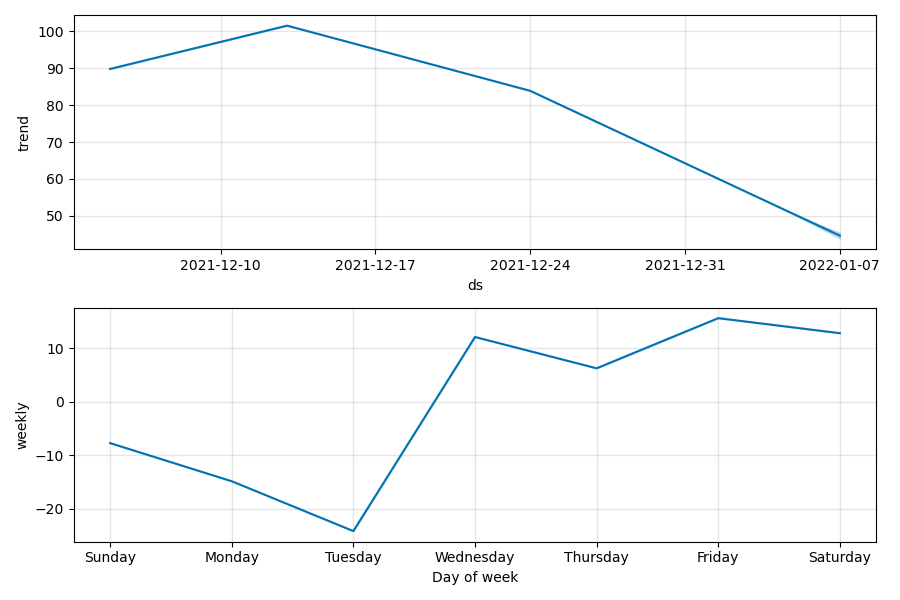 trend
100
90
80
70
60
50
2021-12-10 2021-12-17 2021-12-24 2021-12-31 2022-01-07
ds
weekly
10
0
−10
−20
Sunday Monday Tuesday Wednesday Thursday Friday Saturday
Day of week